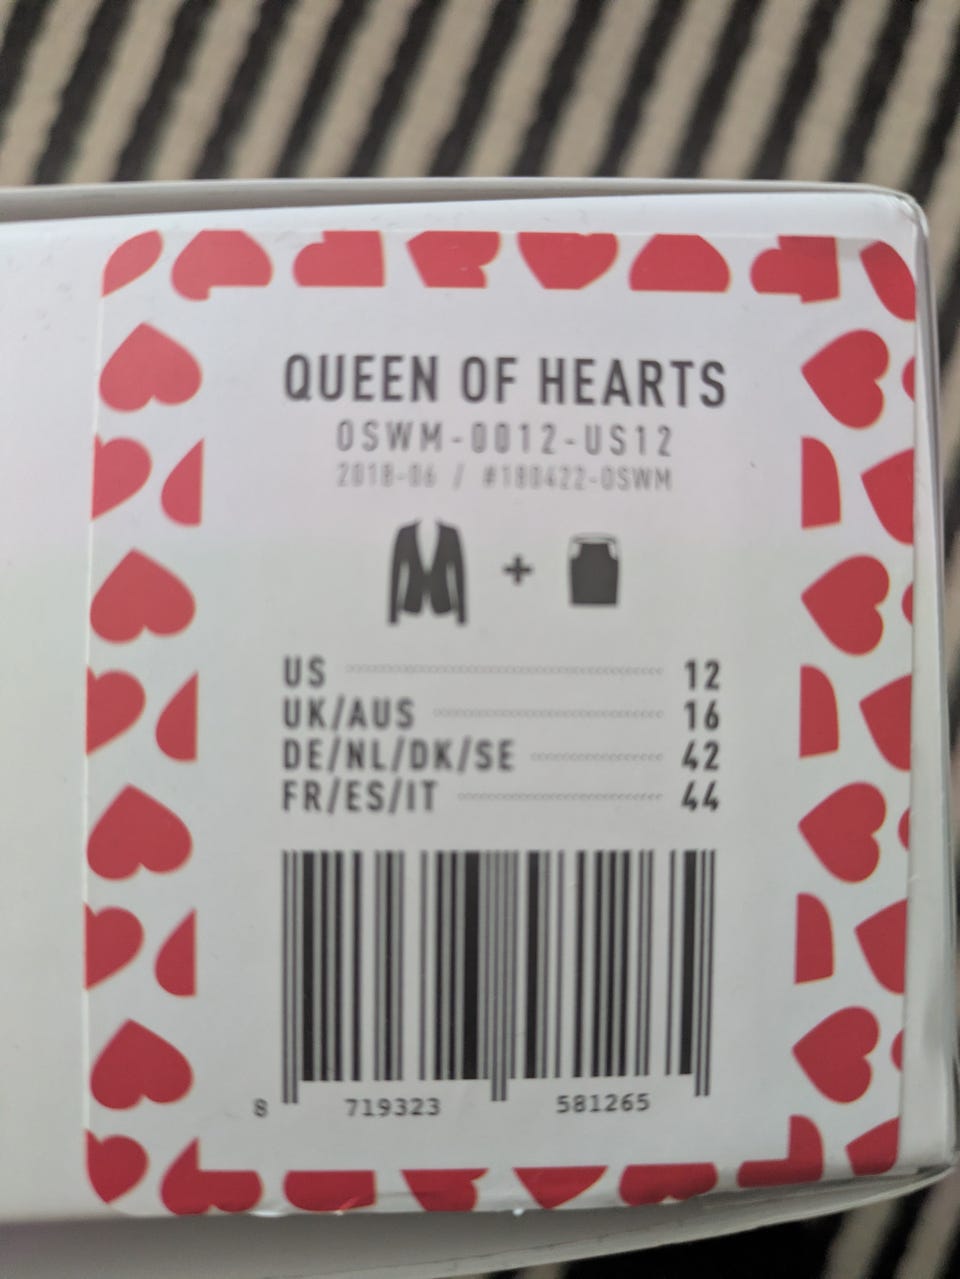 QUEEN OF HEARTS
OSWM-0012-US12
2018-06 / #180422-OSWM
+
US 12
UK/AUS 16
DE/NL/DK/SE 42
FR/ES/IT 44
8 719323 581265